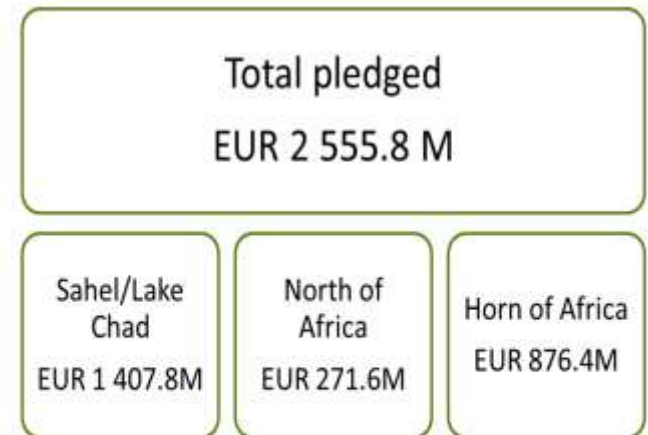 Total pledged
EUR 2 555.8 M
Sahel/Lake
Chad
EUR 1 407.8M
North of
Africa
EUR 271.6M
Horn of Africa
EUR 876.4M